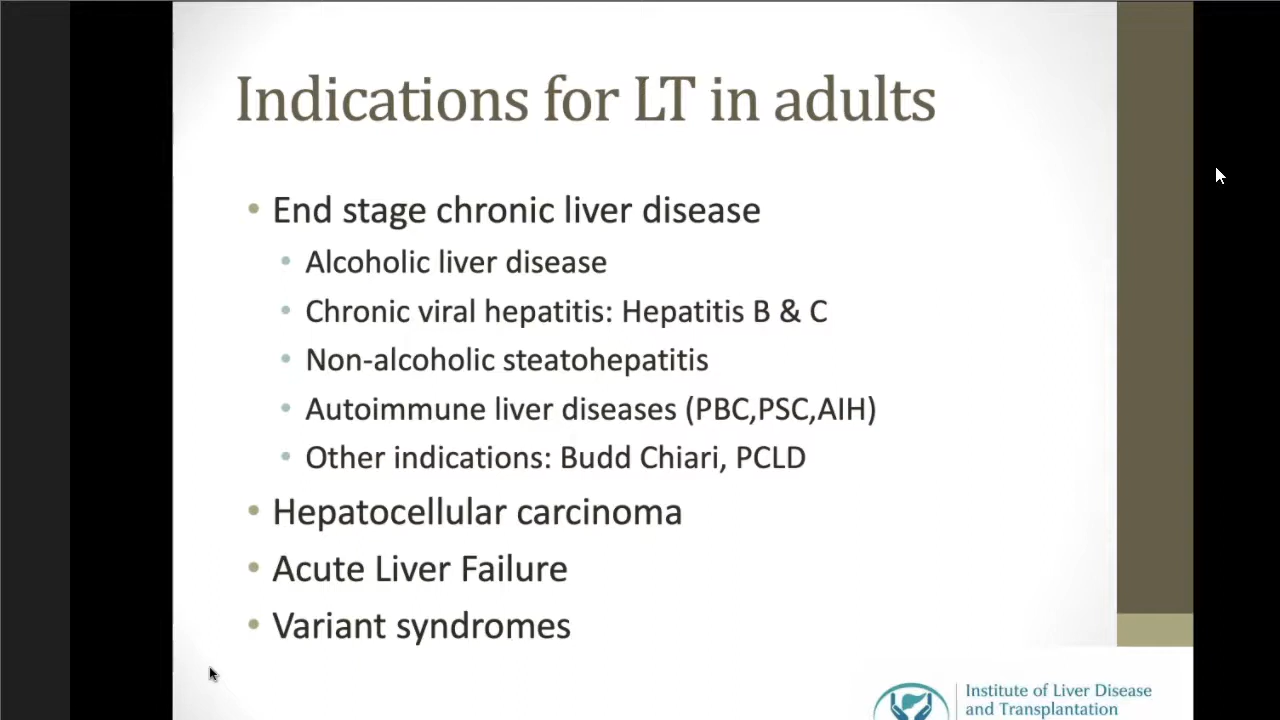 Indications for LT in adults
• End stage chronic liver disease
• Alcoholic liver disease
• Chronic viral hepatitis: Hepatitis B & C
• Non-alcoholic steatohepatitis
• Autoimmune liver diseases (PBC,PSC,AIH)
• Other indications: Budd Chiari, PCLD
• Hepatocellular carcinoma
• Acute Liver Failure
• Variant syndromes
Institute of Liver Disease
and Transplantation